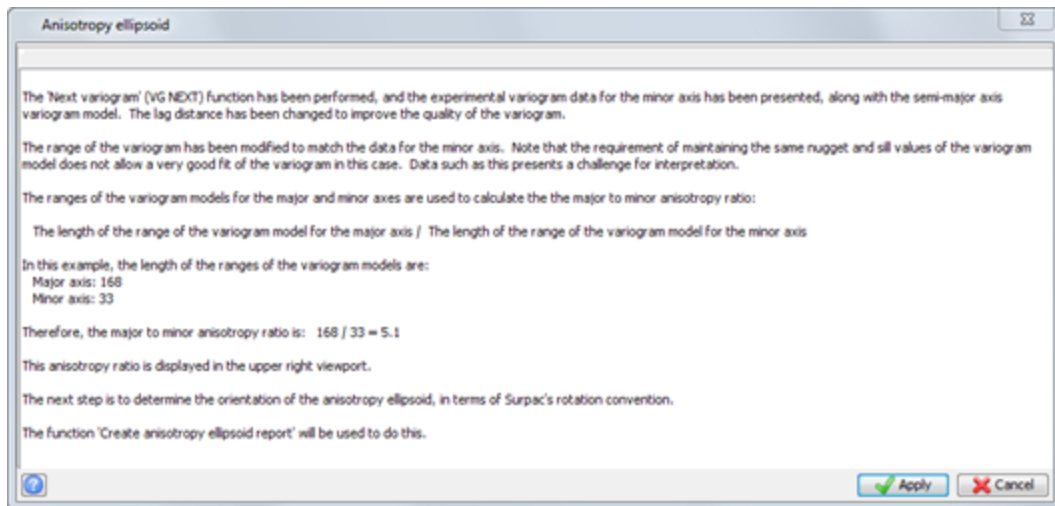 Anisotropy ellipsoid
The 'Next variogram' (VG NEXT) function has been performed, and the experimental variogram data for the minor axis has been presented, along with the semi-major axis
variogram model. The lag distance has been changed to improve the quality of the variogram.
The range of the variogram has been modified to match the data for the minor axis. Note that the requirement of maintaining the same nugget and sill values of the variogram
model does not allow a very good fit of the variogram in this case. Data such as this presents a challenge for interpretation.
The ranges of the variogram models for the major and minor axes are used to calculate the the major to minor anisotropy ratio:
The length of the range of the variogram model for the major axis / The length of the range of the variogram model for the minor axis
In this example, the length of the ranges of the variogram models are:
Major axis: 168
Minor axis: 33
Therefore, the major to minor anisotropy ratio is: 168 / 33 = 5.1
This anisotropy ratio is displayed in the upper right viewport.
The next step is to determine the orientation of the anisotropy ellipsoid, in terms of Surpac's rotation convention.
The function 'Create anisotropy ellipsoid report' will be used to do this.
? Apply Cancel